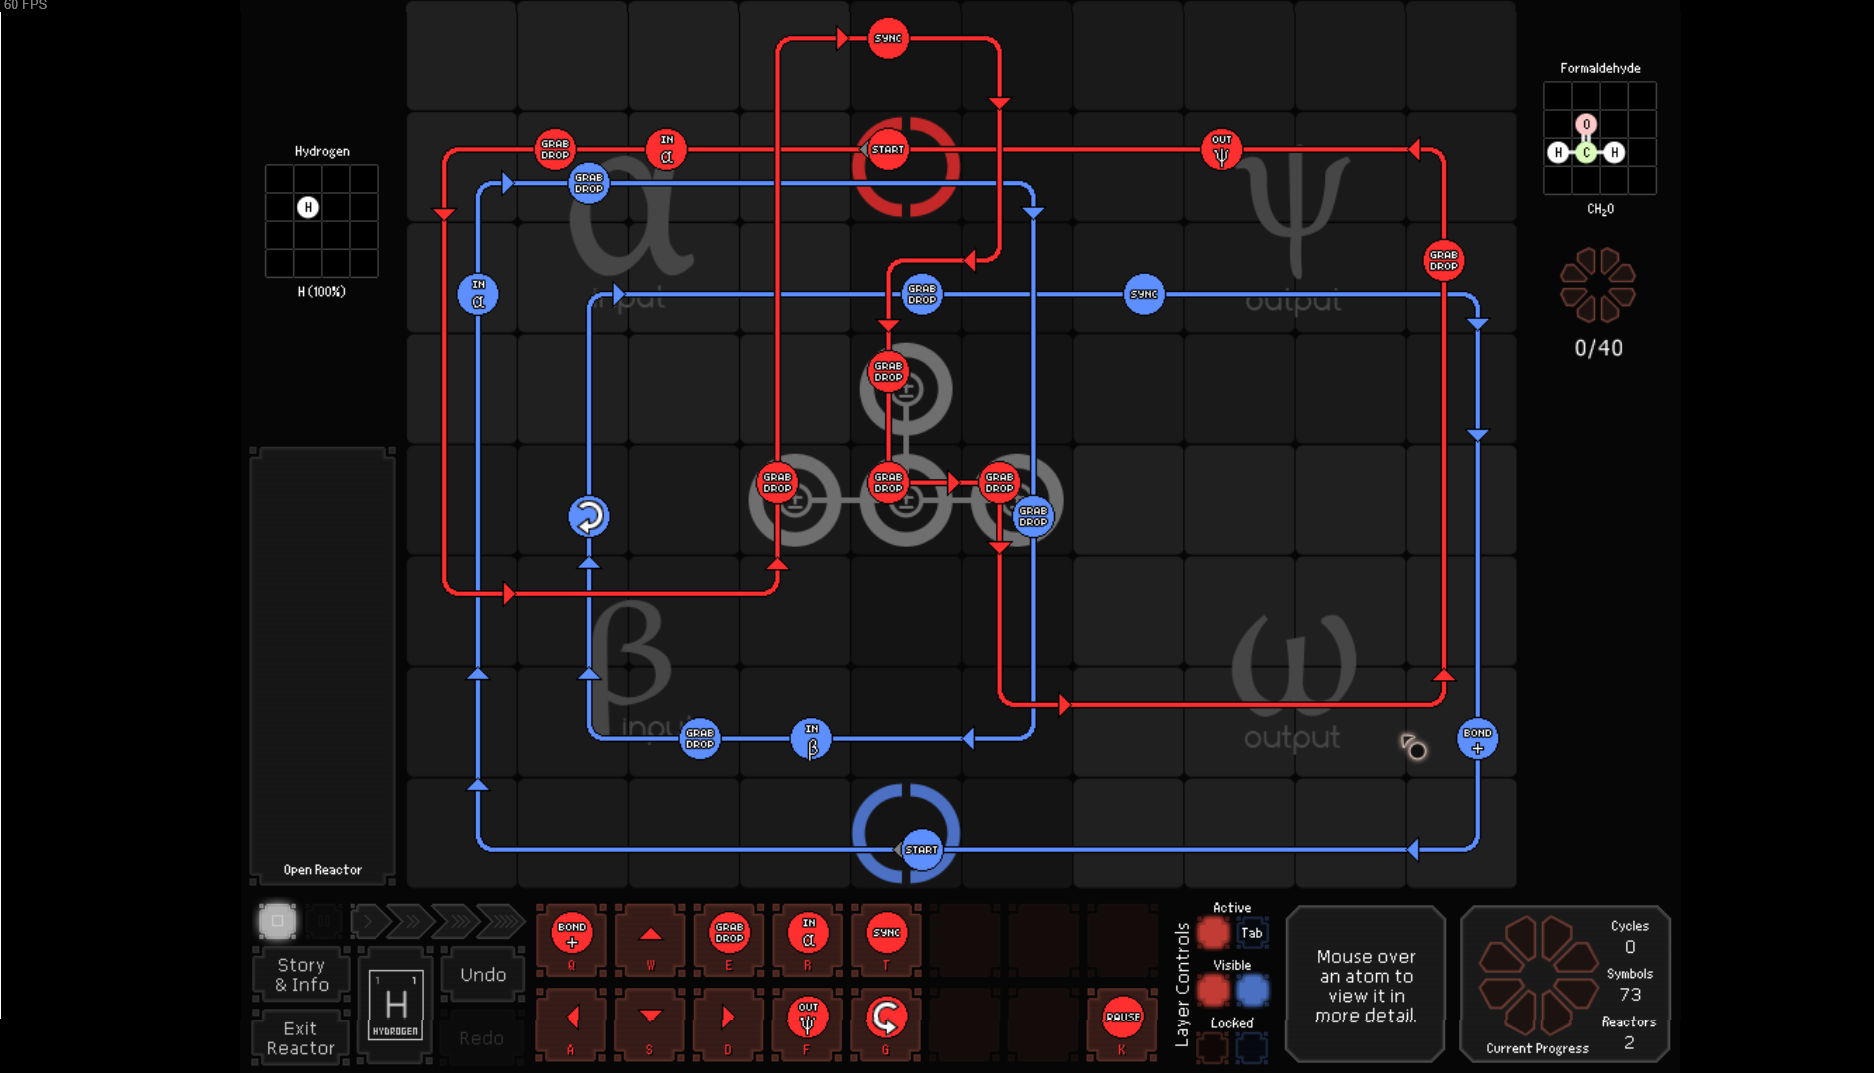 60 FPS
SYNC
Formaldehyde
O
H C H
CH₂O
Hydrogen
H
H (100%)
GRAB DROP
IN α
START
OUT ψ
GRAB DROP
α
input
ψ
output
GRAB DROP
IN α
GRAB DROP
SYNC
0/40
GRAB DROP
±
GRAB DROP
±
GRAB DROP
±
GRAB DROP
GRAB DROP
β
input
ω
output
GRAB DROP
IN β
BOND +
START
Open Reactor
Story & Info
Exit Reactor
1 1
H
HYDROGEN
Undo
Redo
BOND +
Q
W
GRAB DROP
E
IN α
R
SYNC
T
A
S
D
OUT ψ
F
G
PAUSE
K
Layer Controls
Active
Tab
Visible
Locked
Mouse over
an atom to
view it in
more detail.
Cycles
0
Symbols
73
Reactors
2
Current Progress